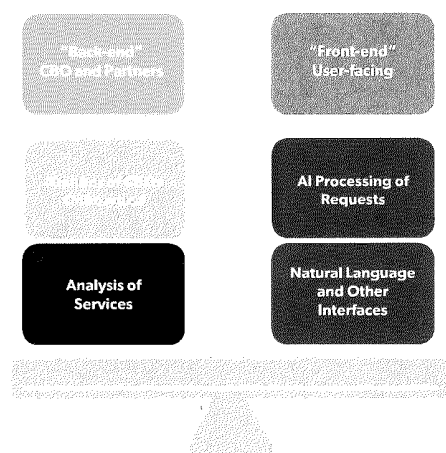 "Back-end"
CBO and Partners
"Front-end"
User-facing
AI Processing of
Requests
Analysis of
Services
Natural Language
and Other
Interfaces